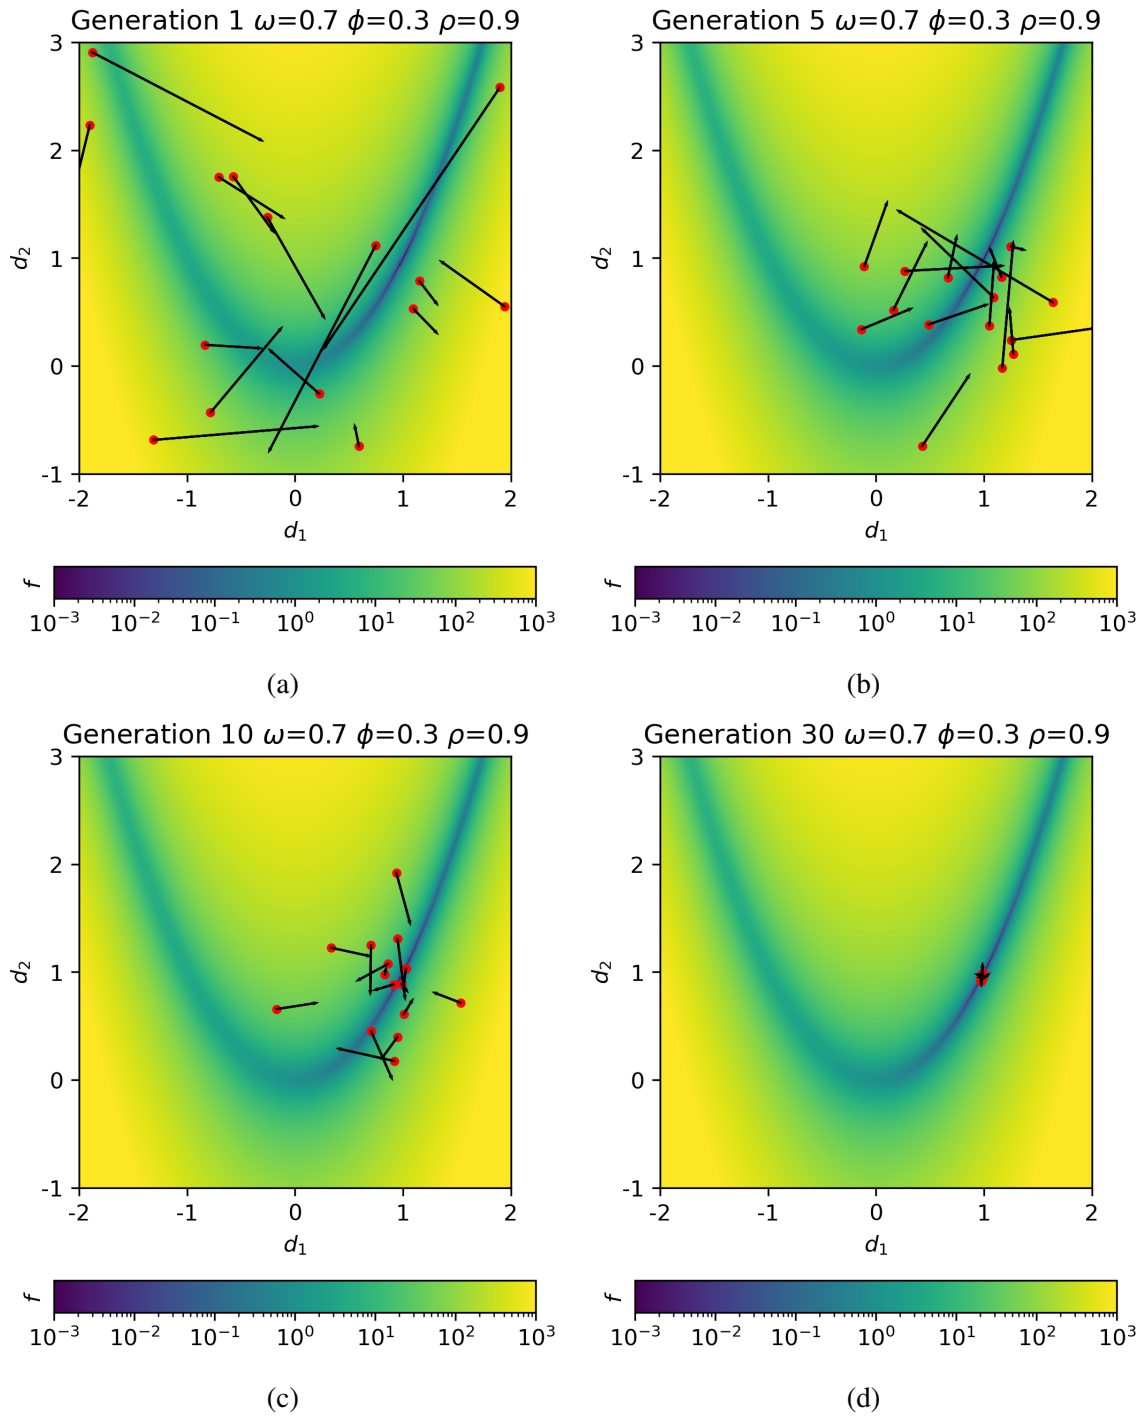 Generation 1 ω=0.7 ϕ=0.3 ρ=0.9
3
2
1
0
-1
d₂
-2 -1 0 1 2
d₁
f
10⁻³ 10⁻² 10⁻¹ 10⁰ 10¹ 10² 10³
(a)
Generation 5 ω=0.7 ϕ=0.3 ρ=0.9
3
2
1
0
-1
d₂
-2 -1 0 1 2
d₁
f
10⁻³ 10⁻² 10⁻¹ 10⁰ 10¹ 10² 10³
(b)
Generation 10 ω=0.7 ϕ=0.3 ρ=0.9
3
2
1
0
-1
d₂
-2 -1 0 1 2
d₁
f
10⁻³ 10⁻² 10⁻¹ 10⁰ 10¹ 10² 10³
(c)
Generation 30 ω=0.7 ϕ=0.3 ρ=0.9
3
2
1
0
-1
d₂
-2 -1 0 1 2
d₁
f
10⁻³ 10⁻² 10⁻¹ 10⁰ 10¹ 10² 10³
(d)